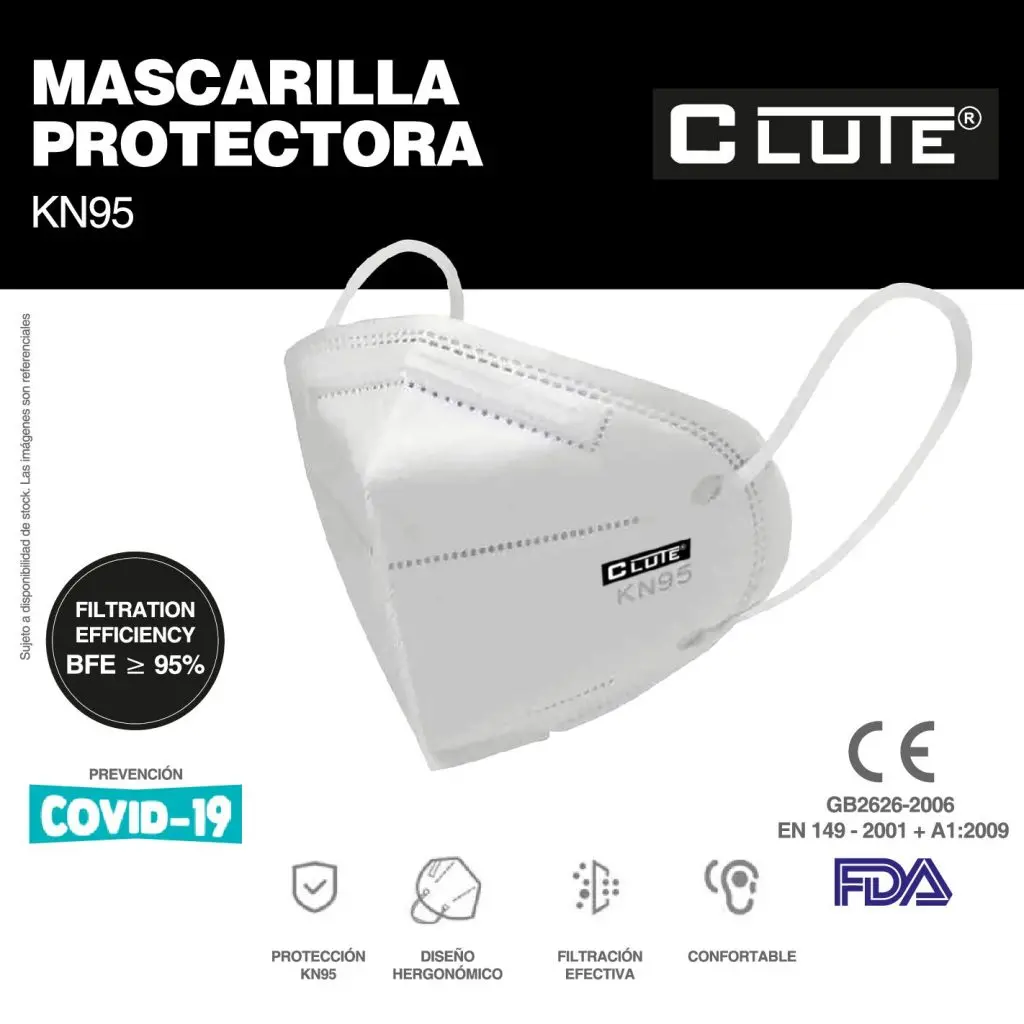 MASCARILLA
PROTECTORA
KN95
C LUTE®
Sujeto a disponibilidad de stock. Las imágenes son referenciales
C LUTE®
KN95
FILTRATION
EFFICIENCY
BFE ≥ 95%
PREVENCIÓN
COVID-19
CE
GB2626-2006
EN 149 - 2001 + A1:2009
FDA
PROTECCIÓN
KN95
DISEÑO
HERGONÓMICO
FILTRACIÓN
EFECTIVA
CONFORTABLE